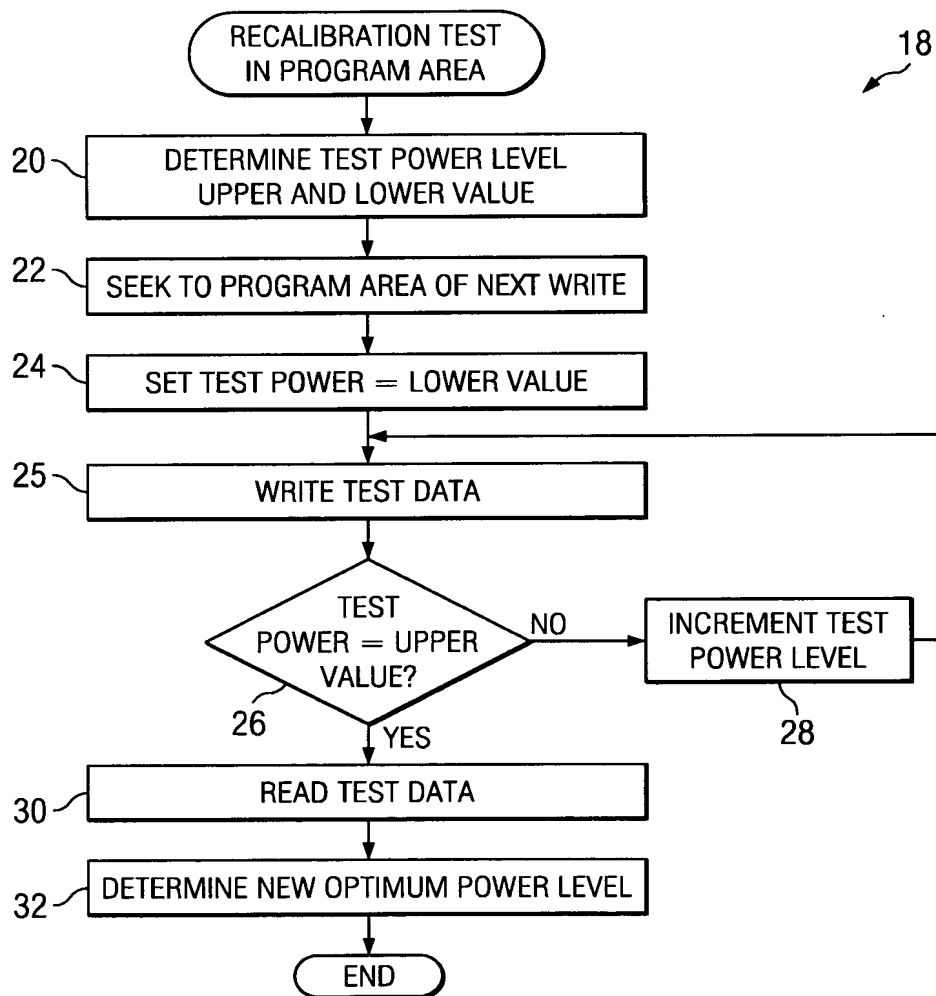 RECALIBRATION TEST
IN PROGRAM AREA
18
20
DETERMINE TEST POWER LEVEL
UPPER AND LOWER VALUE
22
SEEK TO PROGRAM AREA OF NEXT WRITE
24
SET TEST POWER = LOWER VALUE
25
WRITE TEST DATA
TEST
POWER = UPPER
VALUE?
26
NO
INCREMENT TEST
POWER LEVEL
28
YES
30
READ TEST DATA
32
DETERMINE NEW OPTIMUM POWER LEVEL
END